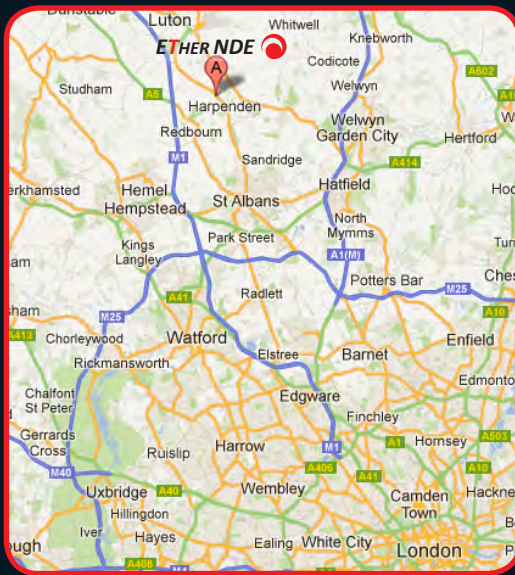 Dunstable
Luton
Whitwell
Knebworth
ETHER NDE
Codicote
A602
A
Studham
A5
Welwyn
Harpenden
Redbourn
Welwyn
Garden City
Hertford
M1
Sandridge
A414
Hatfield
Hemel
Hempstead
St Albans
North
Mymms
Park Street
Kings
Langley
A1(M)
Potters Bar
M25
A41
Radlett
A10
M25
A413
Chorleywood
Watford
Elstree
Barnet
Enfield
Rickmansworth
Edgware
Chalfont
St Peter
Finchley
Gerrards
Cross
Ruislip
Harrow
M1
A1
Hornsey
A503
A406
M40
A41
A10
Uxbridge
A40
Wembley
Camden
Town
Hillingdon
Iver
Hayes
Ealing
White City
London
A408
M4